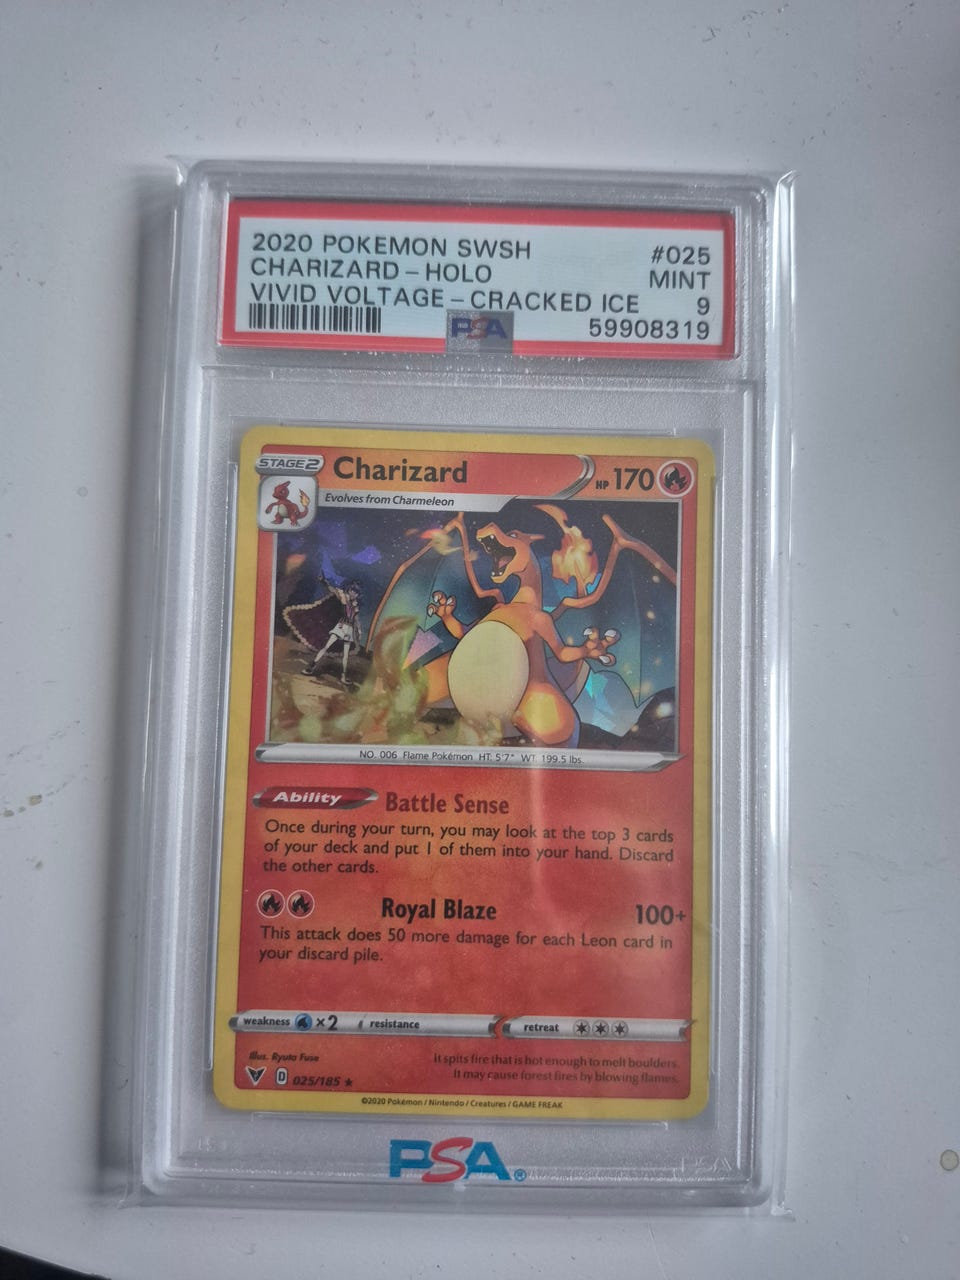 2020 POKEMON SWSH #025
CHARIZARD - HOLO MINT
VIVID VOLTAGE - CRACKED ICE 9
59908319
PSA
STAGE 2
Charizard
HP 170
Evolves from Charmeleon
NO. 006 Flame Pokémon HT: 5'7" WT: 199.5 lbs.
Ability Battle Sense
Once during your turn, you may look at the top 3 cards
of your deck and put 1 of them into your hand. Discard
the other cards.
Royal Blaze 100+
This attack does 50 more damage for each Leon card in
your discard pile.
weakness ×2 resistance retreat
Illus. Ryuta Fuse
It spits fire that is hot enough to melt boulders.
It may cause forest fires by blowing flames.
D 025/185 ★
©2020 Pokémon / Nintendo / Creatures / GAME FREAK
PSA®
PSA